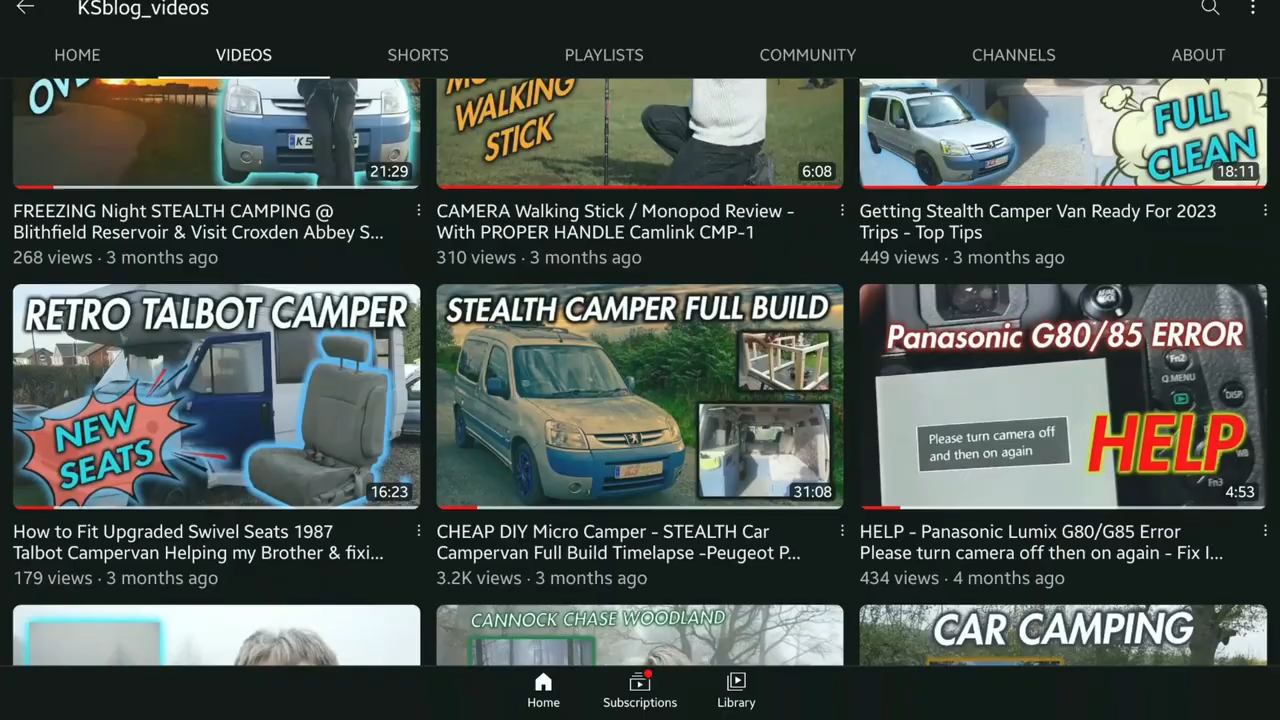 KSblog_videos
HOME
VIDEOS
SHORTS
PLAYLISTS
COMMUNITY
CHANNELS
ABOUT
21:29
WALKING
STICK
6:08
FULL
CLEAN
18:11
FREEZING Night STEALTH CAMPING @
Blithfield Reservoir & Visit Croxden Abbey S...
268 views · 3 months ago
CAMERA Walking Stick / Monopod Review -
With PROPER HANDLE Camlink CMP-1
310 views · 3 months ago
Getting Stealth Camper Van Ready For 2023
Trips - Top Tips
449 views · 3 months ago
RETRO TALBOT CAMPER
NEW
SEATS
16:23
STEALTH CAMPER FULL BUILD
31:08
Panasonic G80/85 ERROR
Fn2
Q.MENU
DISP.
Please turn camera off
and then on again
HELP
Fn3
4:53
How to Fit Upgraded Swivel Seats 1987
Talbot Campervan Helping my Brother & fixi...
179 views · 3 months ago
CHEAP DIY Micro Camper - STEALTH Car
Campervan Full Build Timelapse -Peugeot P...
3.2K views · 3 months ago
HELP - Panasonic Lumix G80/G85 Error
Please turn camera off then on again - Fix I...
434 views · 4 months ago
CANNOCK CHASE WOODLAND
CAR CAMPING
Home
Subscriptions
Library